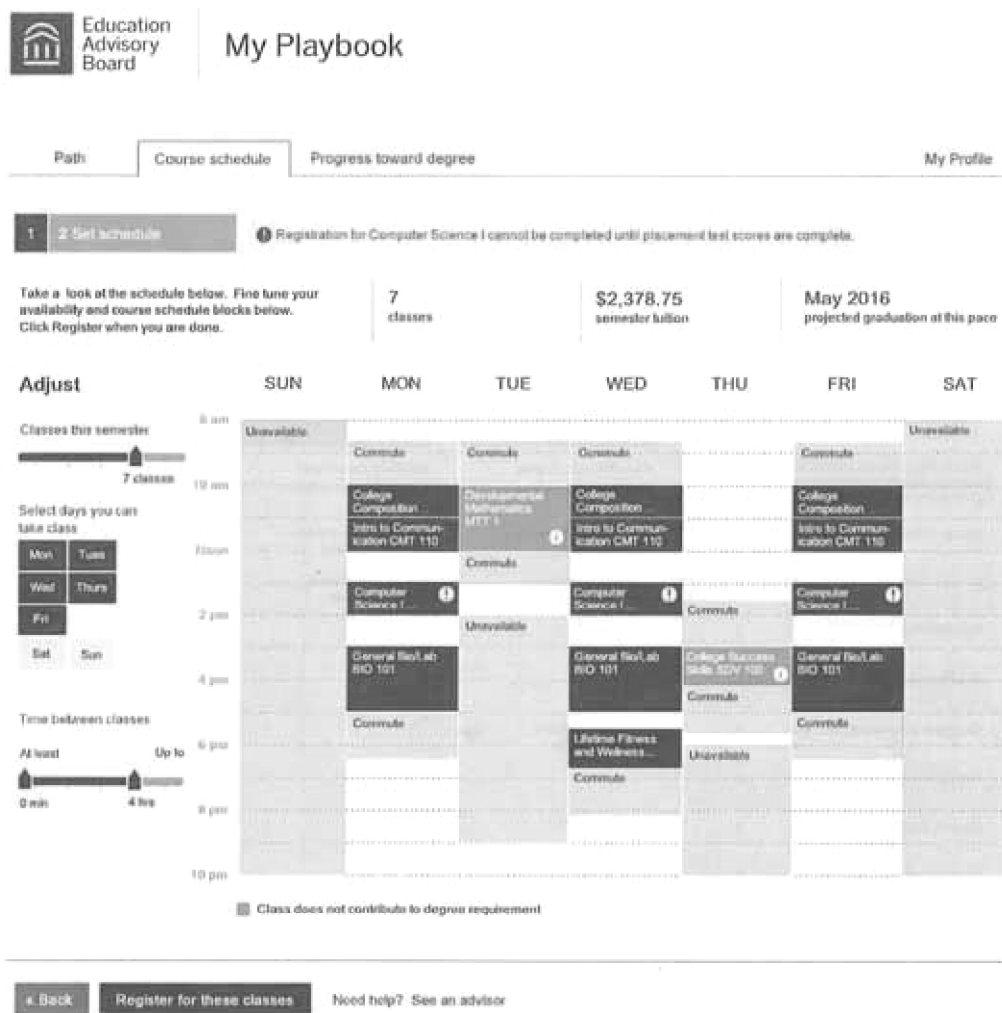 Education
Advisory
Board
My Playbook
Path
Course schedule
Progress toward degree
My Profile
1
2 Set schedule
Registration for Computer Science I cannot be completed until placement test scores are complete.
Take a look at the schedule below. Fine tune your
availability and course schedule blocks below.
Click Register when you are done.
7
classes
$2,378.75
semester tuition
May 2016
projected graduation at this pace
Adjust
SUN MON TUE WED THU FRI SAT
Classes this semester
7 classes
Select days you can
take class
Mon Tues
Wed Thurs
Fri
Sat Sun
Time between classes
At least Up to
0 min 4 hrs
8 am
10 am
noon
2 pm
4 pm
6 pm
8 pm
10 pm
Unavailable
Commute
College
Composition
Intro to Commun-
ication CMT 110
Computer
Science I ...
General Bio/Lab
BIO 101
Commute
Commute
Developmental
Mathematics
Commute
Unavailable
Commute
College
Composition
Intro to Commun-
ication CMT 110
Computer
Science I ...
General Bio/Lab
BIO 101
Lifetime Fitness
and Wellness...
Commute
Commute
College Success
Skills SDV 100
Commute
Unavailable
Commute
College
Composition
Intro to Commun-
ication CMT 110
Computer
Science I ...
General Bio/Lab
BIO 101
Commute
Unavailable
Class does not contribute to degree requirement
« Back
Register for these classes
Need help? See an advisor